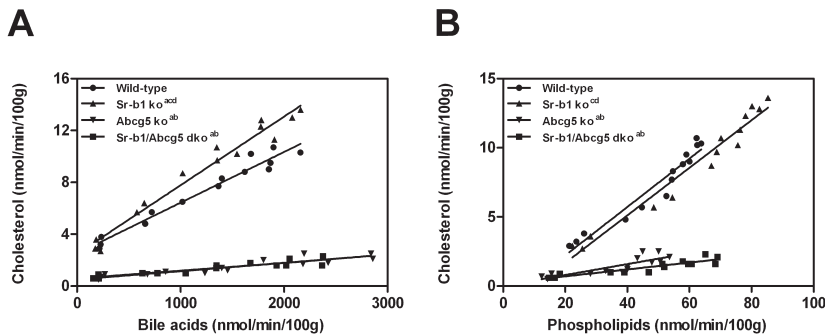 A
Cholesterol (nmol/min/100g)
16
12
8
4
0
Wild-type
Sr-b1 ko acd
Abcg5 ko ab
Sr-b1/Abcg5 dko ab
0 1000 2000 3000
Bile acids (nmol/min/100g)
B
Cholesterol (nmol/min/100g)
15
10
5
0
Wild-type
Sr-b1 ko cd
Abcg5 ko ab
Sr-b1/Abcg5 dko ab
0 20 40 60 80 100
Phospholipids (nmol/min/100g)